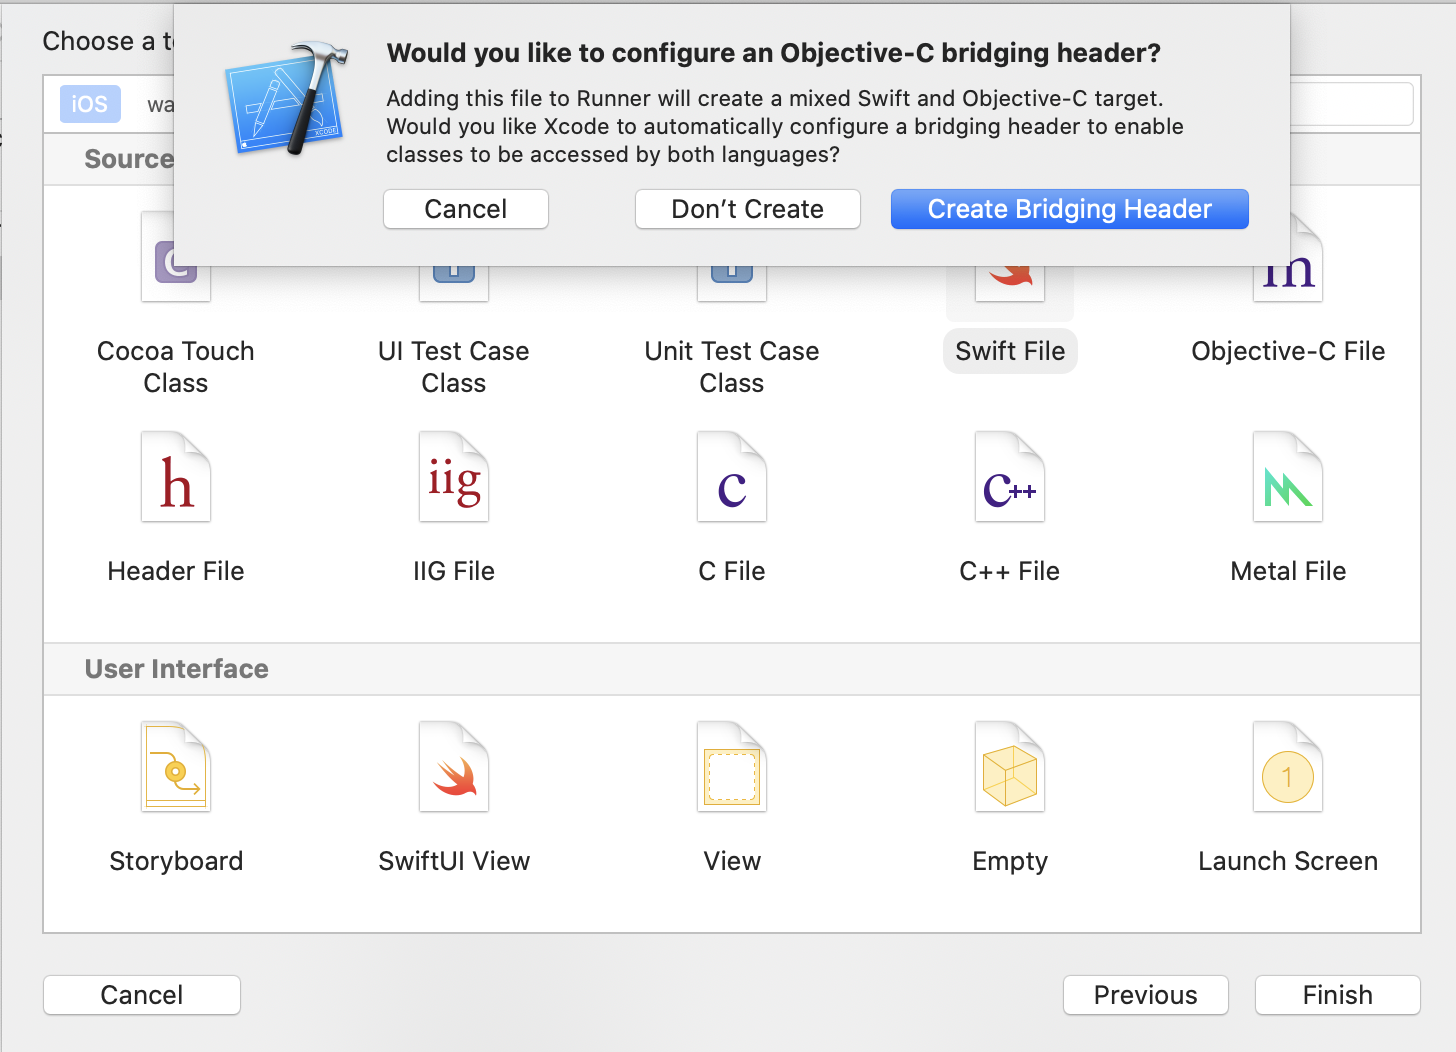 Choose a t
Would you like to configure an Objective-C bridging header?
Adding this file to Runner will create a mixed Swift and Objective-C target.
Would you like Xcode to automatically configure a bridging header to enable
classes to be accessed by both languages?
Cancel
Don’t Create
Create Bridging Header
iOS
wa
Source
C
m
Cocoa Touch
Class
UI Test Case
Class
Unit Test Case
Class
Swift File
Objective-C File
h
iig
c
c++
Header File
IIG File
C File
C++ File
Metal File
User Interface
1
Storyboard
SwiftUI View
View
Empty
Launch Screen
Cancel
Previous
Finish